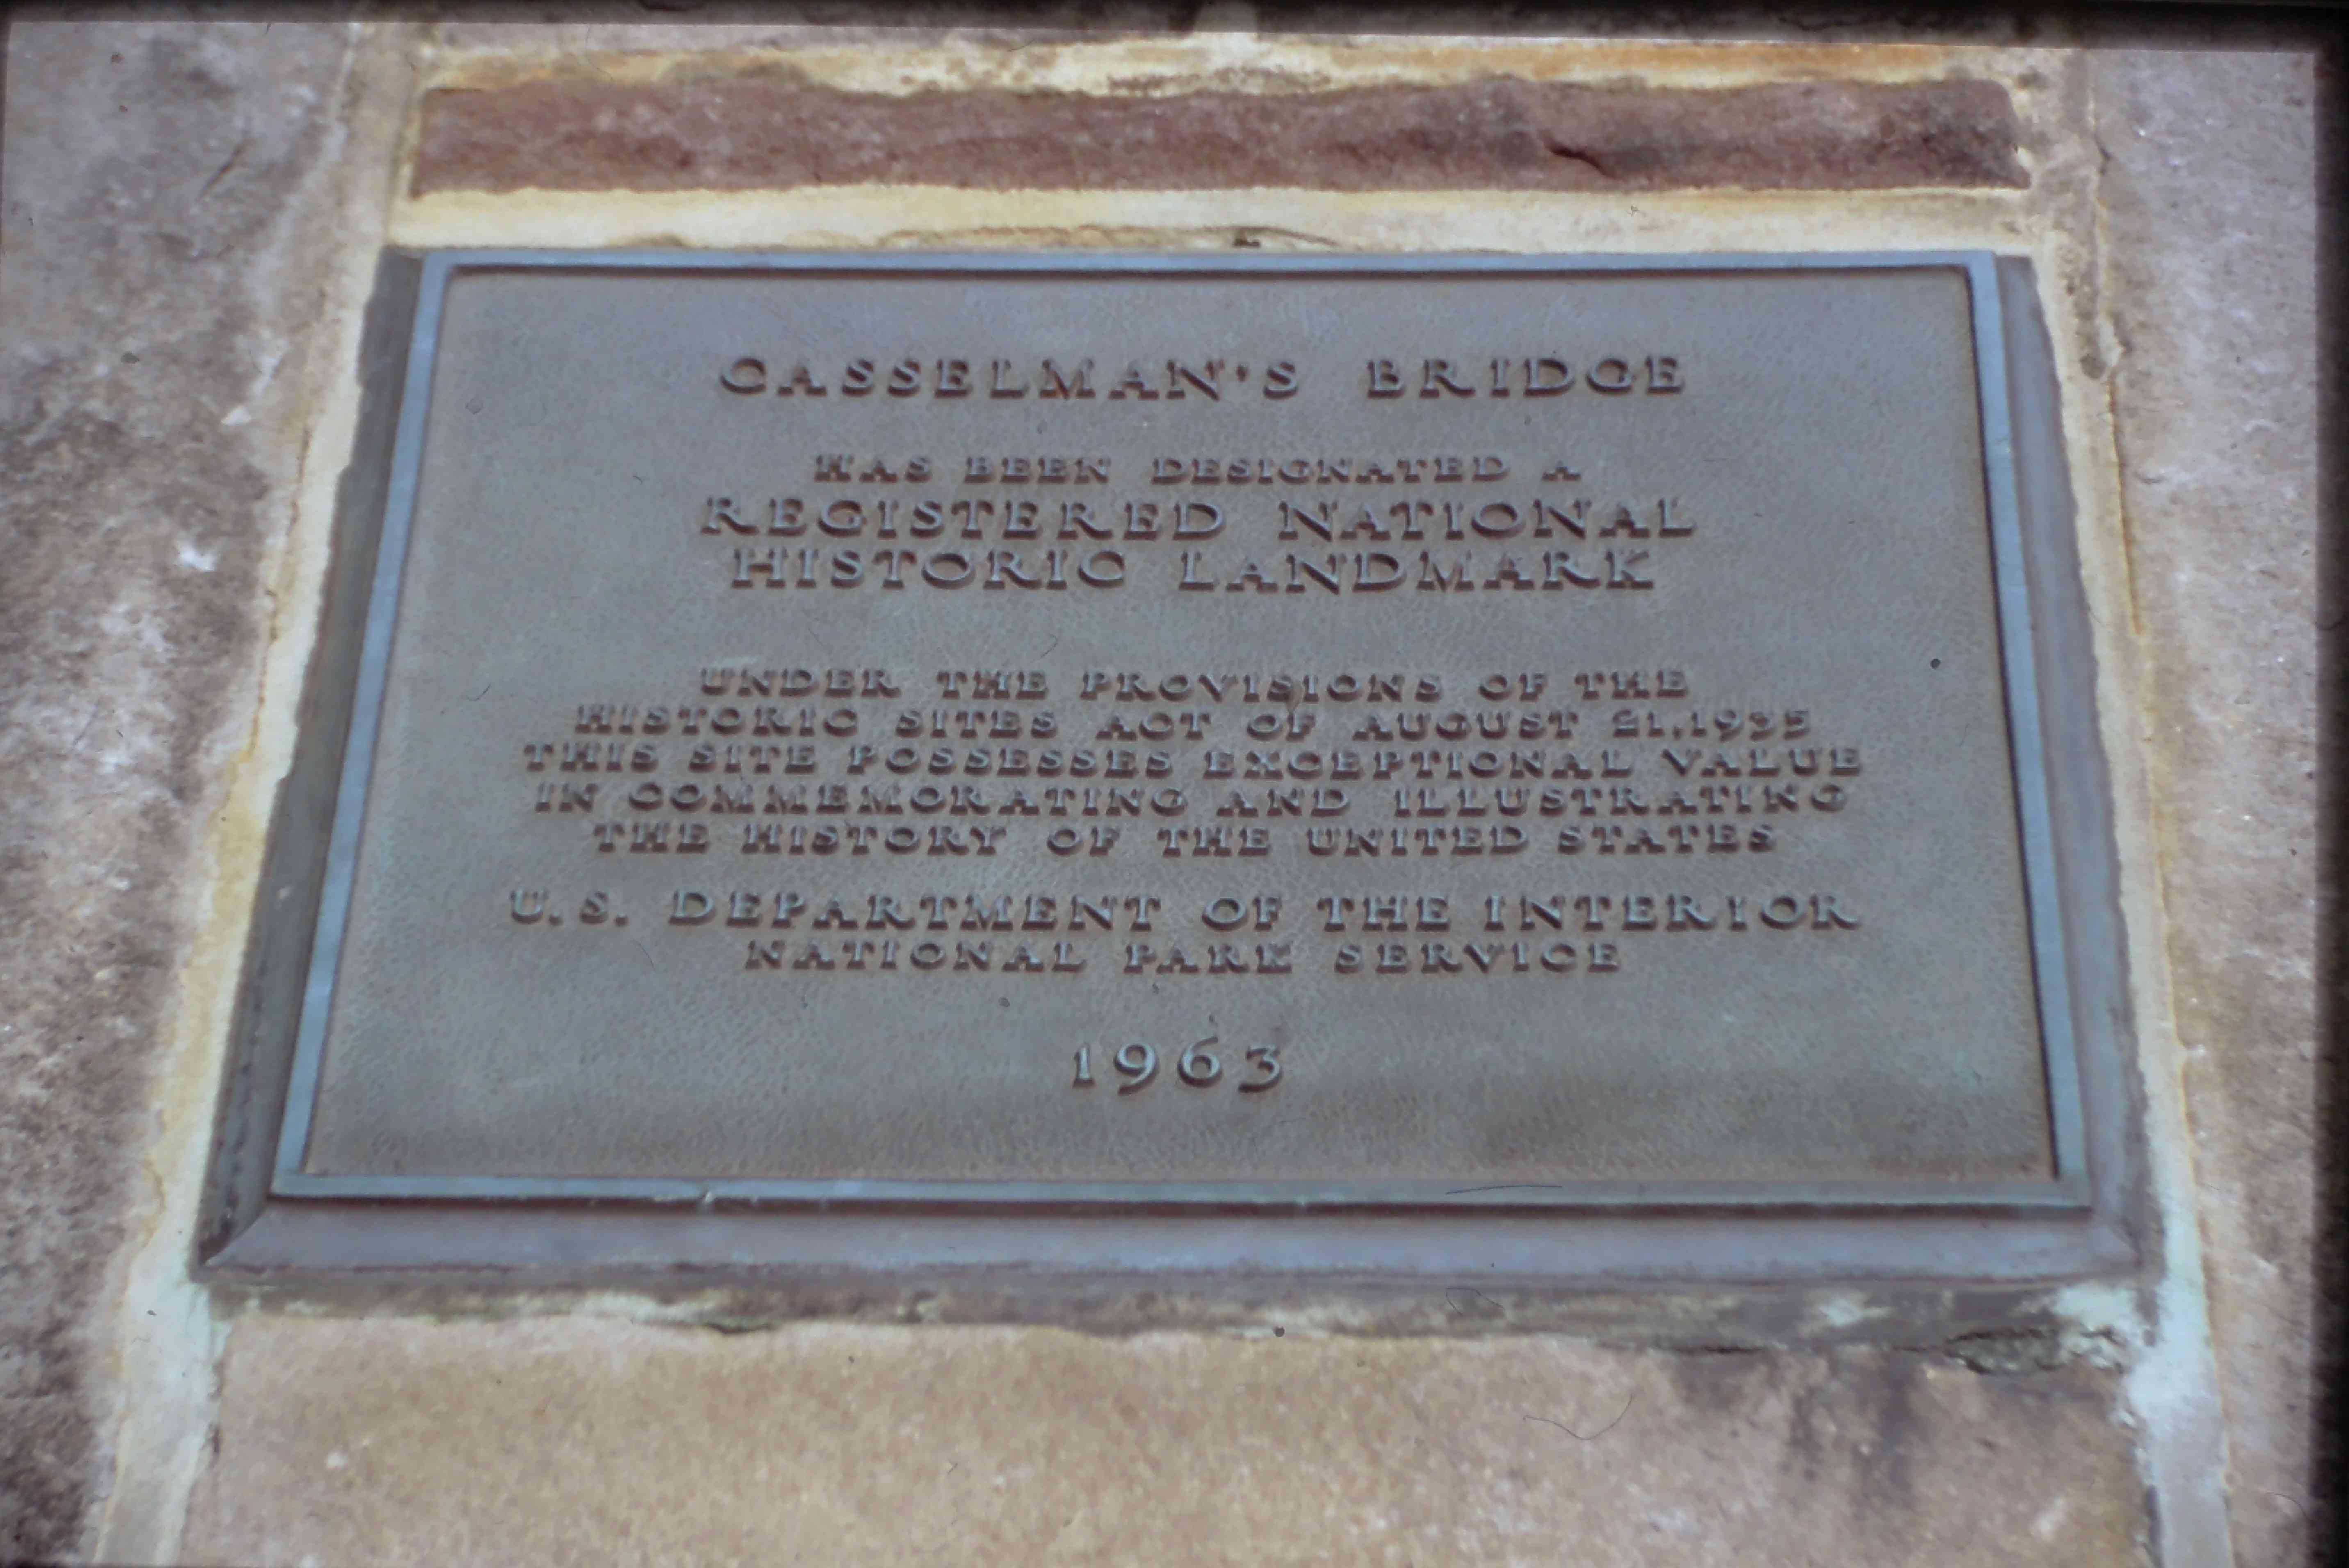 CASSELMAN'S BRIDGE
HAS BEEN DESIGNATED A
REGISTERED NATIONAL
HISTORIC LANDMARK
UNDER THE PROVISIONS OF THE
HISTORIC SITES ACT OF AUGUST 21,1935
THIS SITE POSSESSES EXCEPTIONAL VALUE
IN COMMEMORATING AND ILLUSTRATING
THE HISTORY OF THE UNITED STATES
U.S. DEPARTMENT OF THE INTERIOR
NATIONAL PARK SERVICE
1963